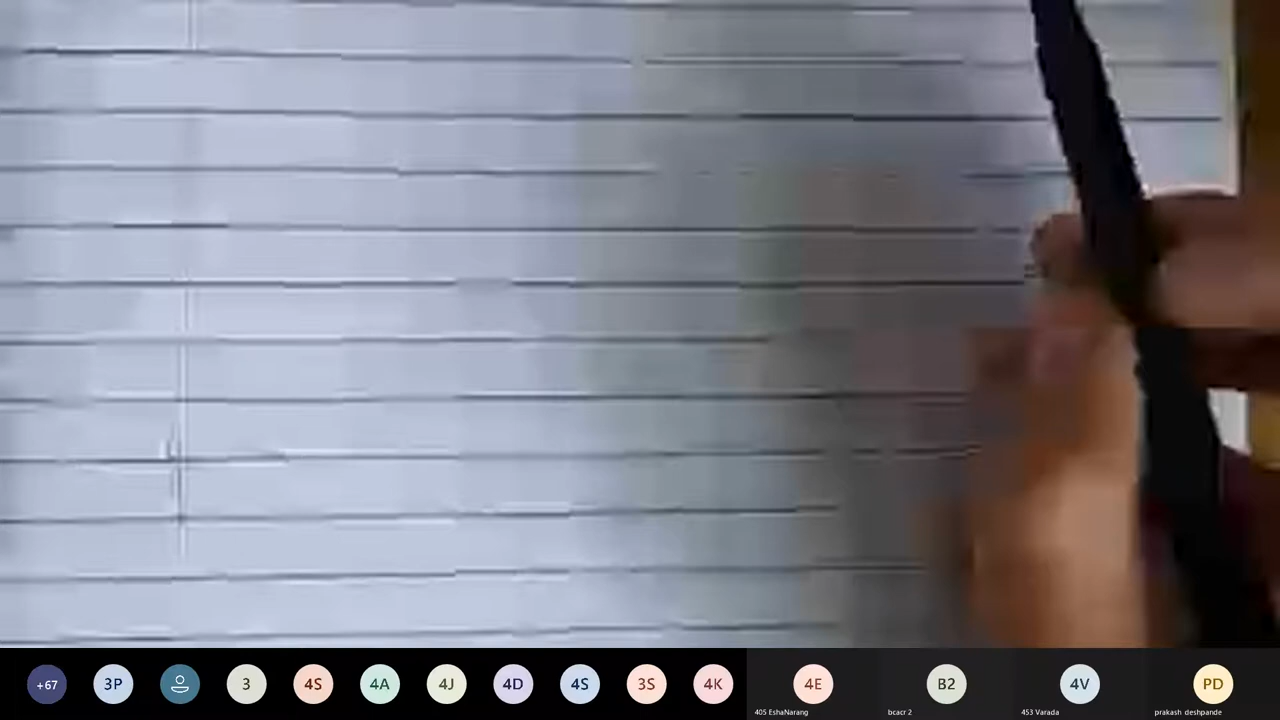 +67
3P
3
4S
4A
4J
4D
4S
3S
4K
4E
B2
4V
PD
405 EshaNarang
bcacr 2
453 Varada
prakash deshpande